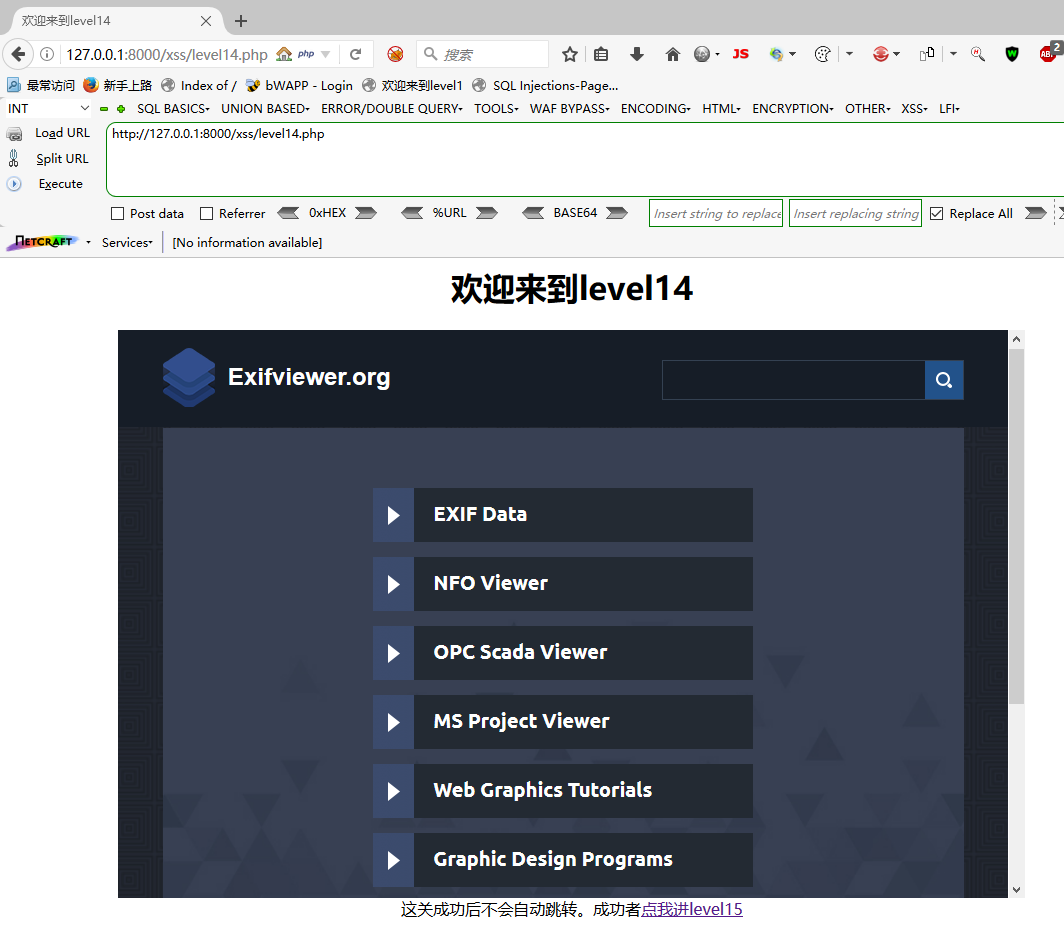 欢迎来到level14
127.0.0.1:8000/xss/level14.php
php
搜索
JS
2
最常访问 新手上路 Index of / bWAPP - Login 欢迎来到level1 SQL Injections-Page...
INT SQL BASICS UNION BASED ERROR/DOUBLE QUERY TOOLS WAF BYPASS ENCODING HTML ENCRYPTION OTHER XSS LFI
Load URL
http://127.0.0.1:8000/xss/level14.php
Split URL
Execute
Post data Referrer 0xHEX %URL BASE64 Insert string to replace Insert replacing string Replace All
NETCRAFT Services [No information available]
欢迎来到level14
Exifviewer.org
EXIF Data
NFO Viewer
OPC Scada Viewer
MS Project Viewer
Web Graphics Tutorials
Graphic Design Programs
这关成功后不会自动跳转。成功者点我进level15